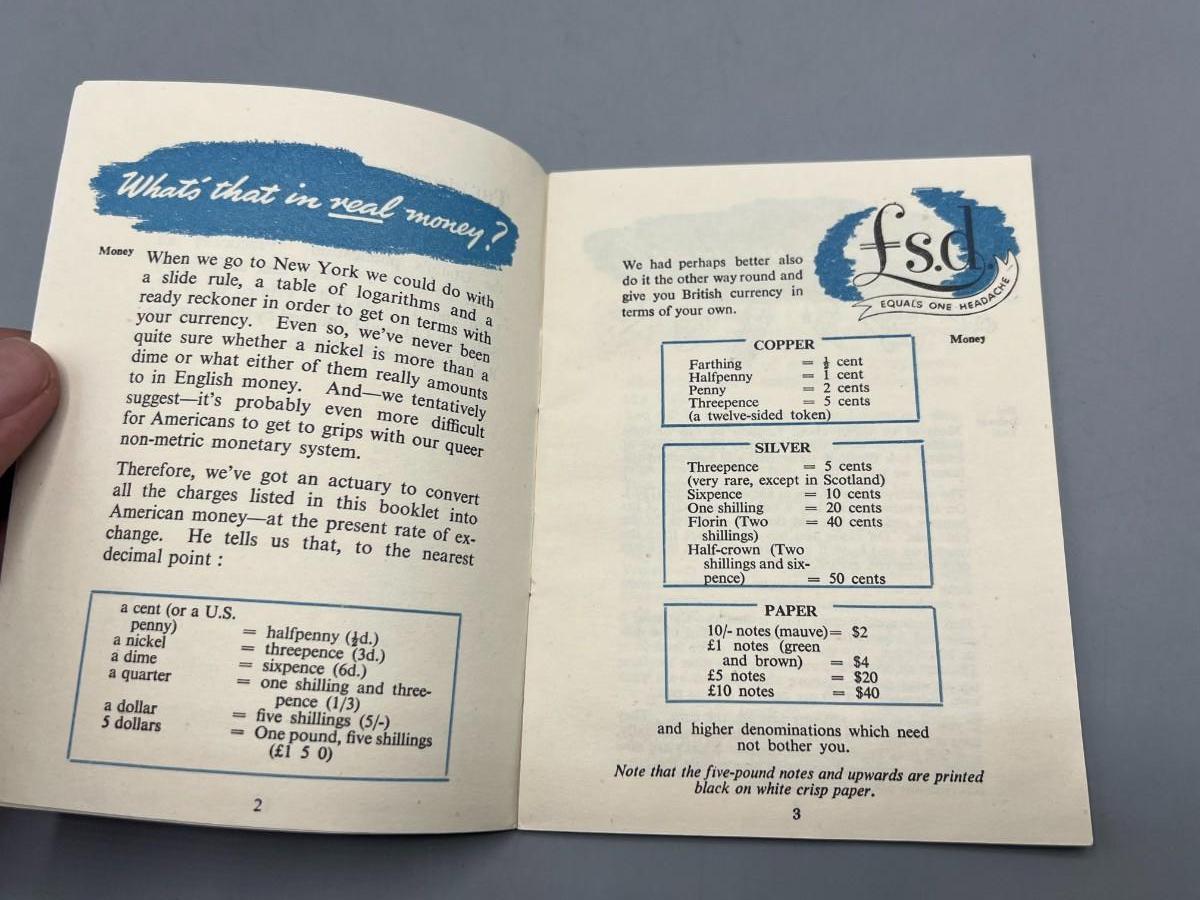 What's that in real money?
Money
When we go to New York we could do with
a slide rule, a table of logarithms and a
ready reckoner in order to get on terms with
your currency. Even so, we've never been
quite sure whether a nickel is more than a
dime or what either of them really amounts
to in English money. And—we tentatively
suggest—it's probably even more difficult
for Americans to get to grips with our queer
non-metric monetary system.
Therefore, we've got an actuary to convert
all the charges listed in this booklet into
American money—at the present rate of ex-
change. He tells us that, to the nearest
decimal point :
a cent (or a U.S.
penny) = halfpenny (½d.)
a nickel = threepence (3d.)
a dime = sixpence (6d.)
a quarter = one shilling and three-
pence (1/3)
a dollar = five shillings (5/-)
5 dollars = One pound, five shillings
(£1 5 0)
2
£s.d.
EQUALS ONE HEADACHE
We had perhaps better also
do it the other way round and
give you British currency in
terms of your own.
Money
COPPER
Farthing = ½ cent
Halfpenny = 1 cent
Penny = 2 cents
Threepence = 5 cents
(a twelve-sided token)
SILVER
Threepence = 5 cents
(very rare, except in Scotland)
Sixpence = 10 cents
One shilling = 20 cents
Florin (Two = 40 cents
shillings)
Half-crown (Two
shillings and six-
pence) = 50 cents
PAPER
10/- notes (mauve)= $2
£1 notes (green
and brown) = $4
£5 notes = $20
£10 notes = $40
and higher denominations which need
not bother you.
Note that the five-pound notes and upwards are printed
black on white crisp paper.
3